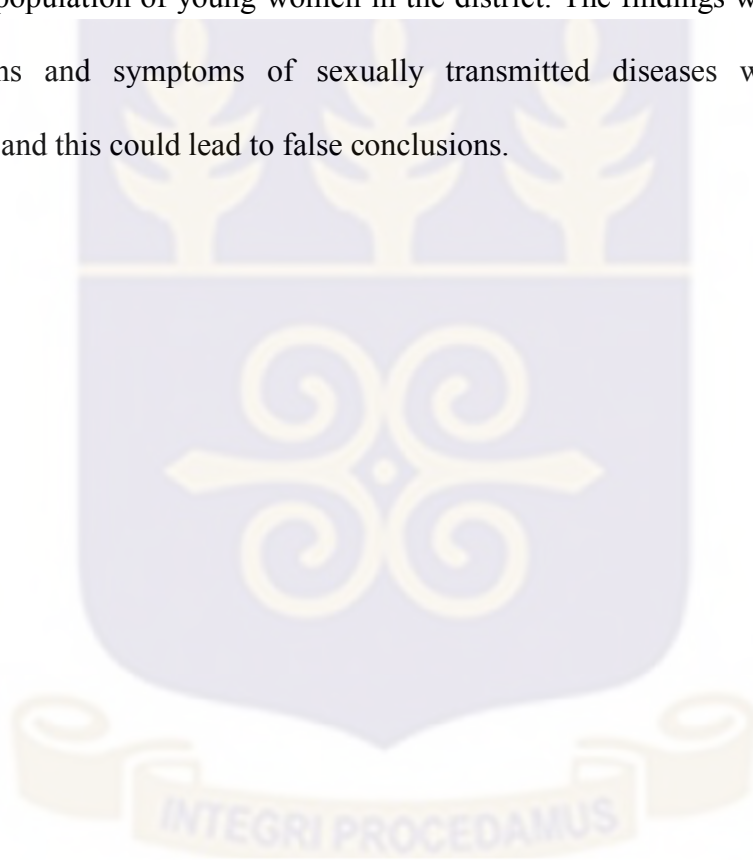 population of young women in the district. The findings w
ns and symptoms of sexually transmitted diseases w
and this could lead to false conclusions.
INTEGRI PROCEDAMUS